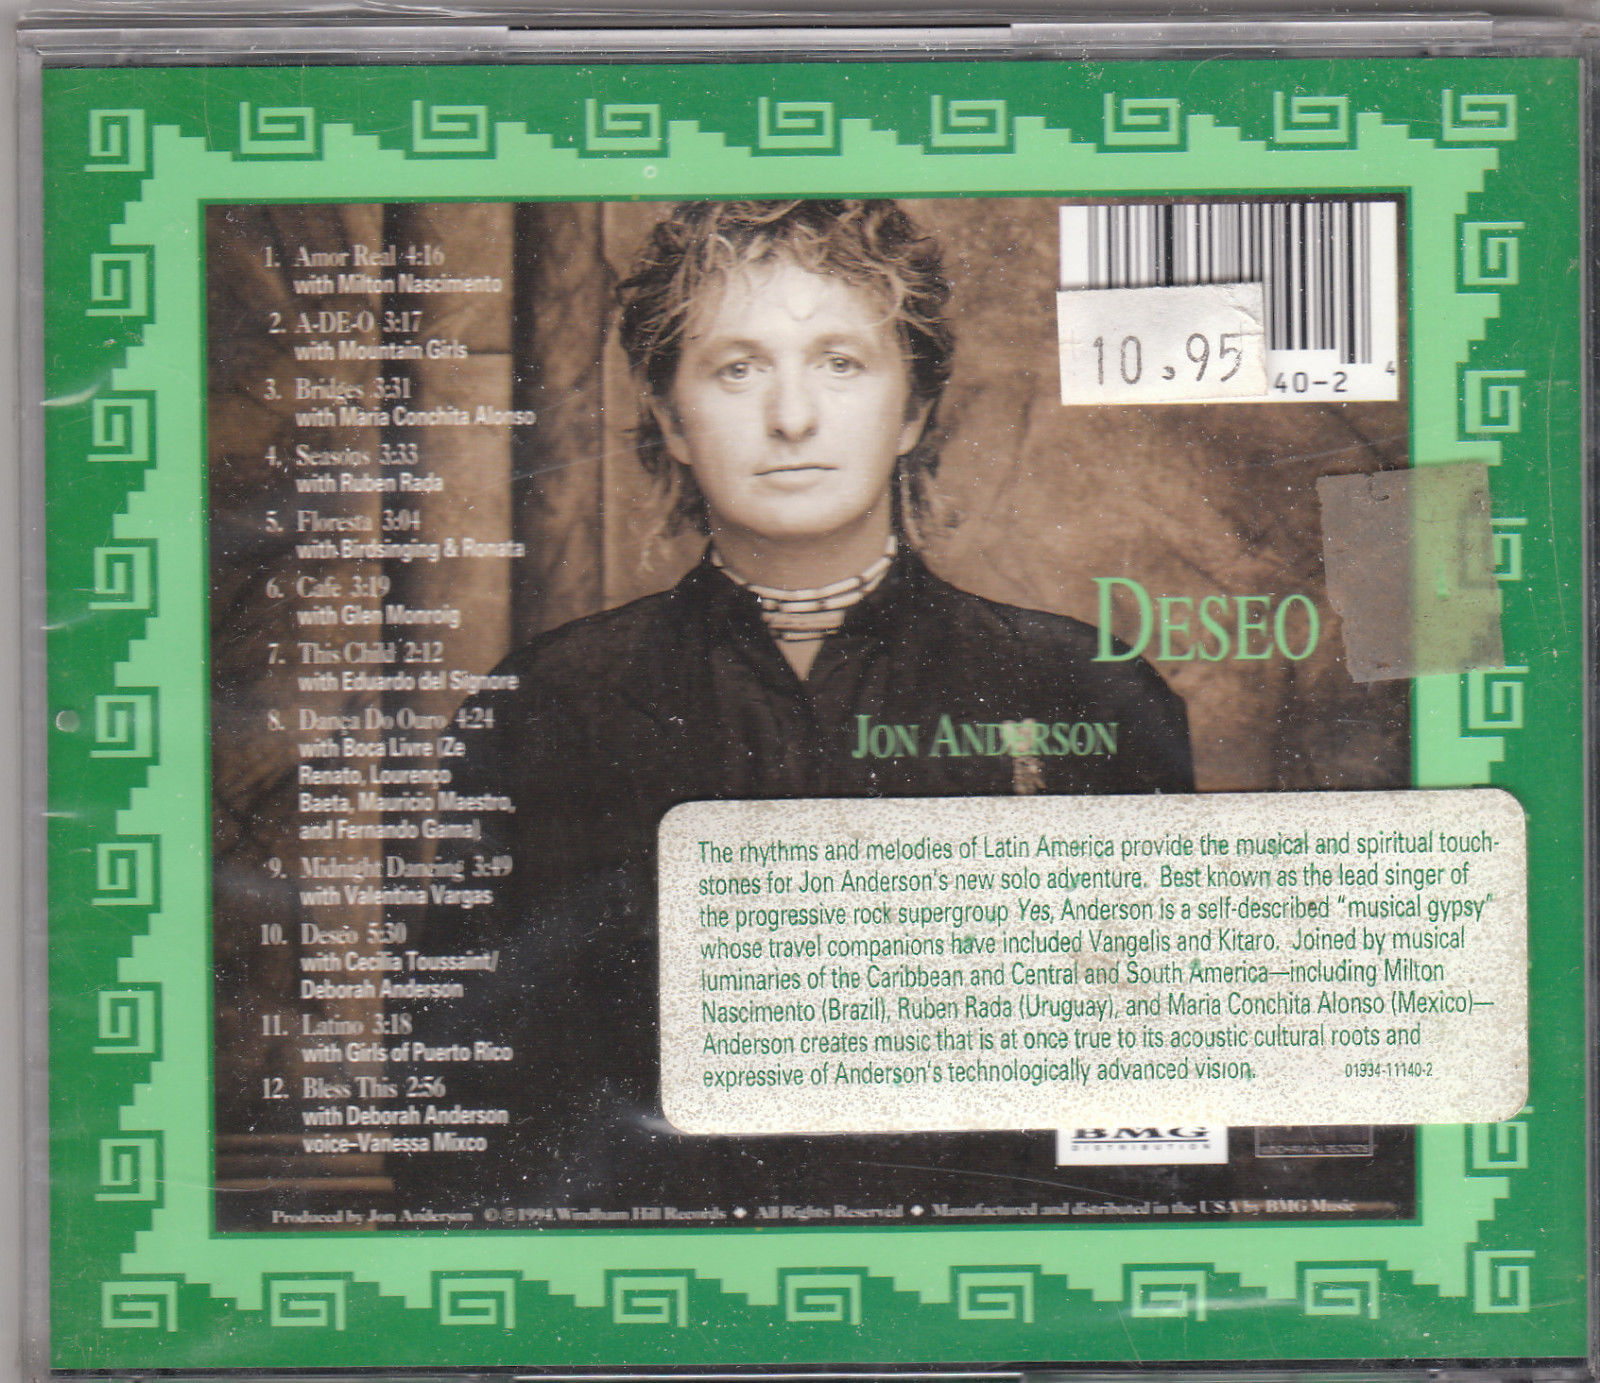 1. Amor Real 4:16
with Milton Nascimento
2. A-DE-O 3:17
with Mountain Girls
3. Bridges 3:31
with Maria Conchita Alonso
4. Seasons 3:33
with Ruben Rada
5. Floresta 3:04
with Birdsinging & Ronata
6. Cafe 3:19
with Glen Monroig
7. This Child 2:12
with Eduardo del Signore
8. Dança Do Ouro 4:24
with Boca Livre (Ze
Renato, Lourenço
Baeta, Mauricio Maestro,
and Fernando Gama)
9. Midnight Dancing 3:49
with Valentina Vargas
10. Deseo 5:30
with Cecilia Toussaint/
Deborah Anderson
11. Latino 3:18
with Girls of Puerto Rico
12. Bless This 2:56
with Deborah Anderson
voice–Vanessa Mixco
10.95
40-2 4
DESEO
JON ANDERSON
The rhythms and melodies of Latin America provide the musical and spiritual touch-
stones for Jon Anderson's new solo adventure. Best known as the lead singer of
the progressive rock supergroup Yes, Anderson is a self-described "musical gypsy"
whose travel companions have included Vangelis and Kitaro. Joined by musical
luminaries of the Caribbean and Central and South America—including Milton
Nascimento (Brazil), Ruben Rada (Uruguay), and Maria Conchita Alonso (Mexico)—
Anderson creates music that is at once true to its acoustic cultural roots and
expressive of Anderson's technologically advanced vision. 01934-11140-2
BMG
DISTRIBUTION
Produced by Jon Anderson ©℗1994 Windham Hill Records ◆ All Rights Reserved ◆ Manufactured and distributed in the USA by BMG Music